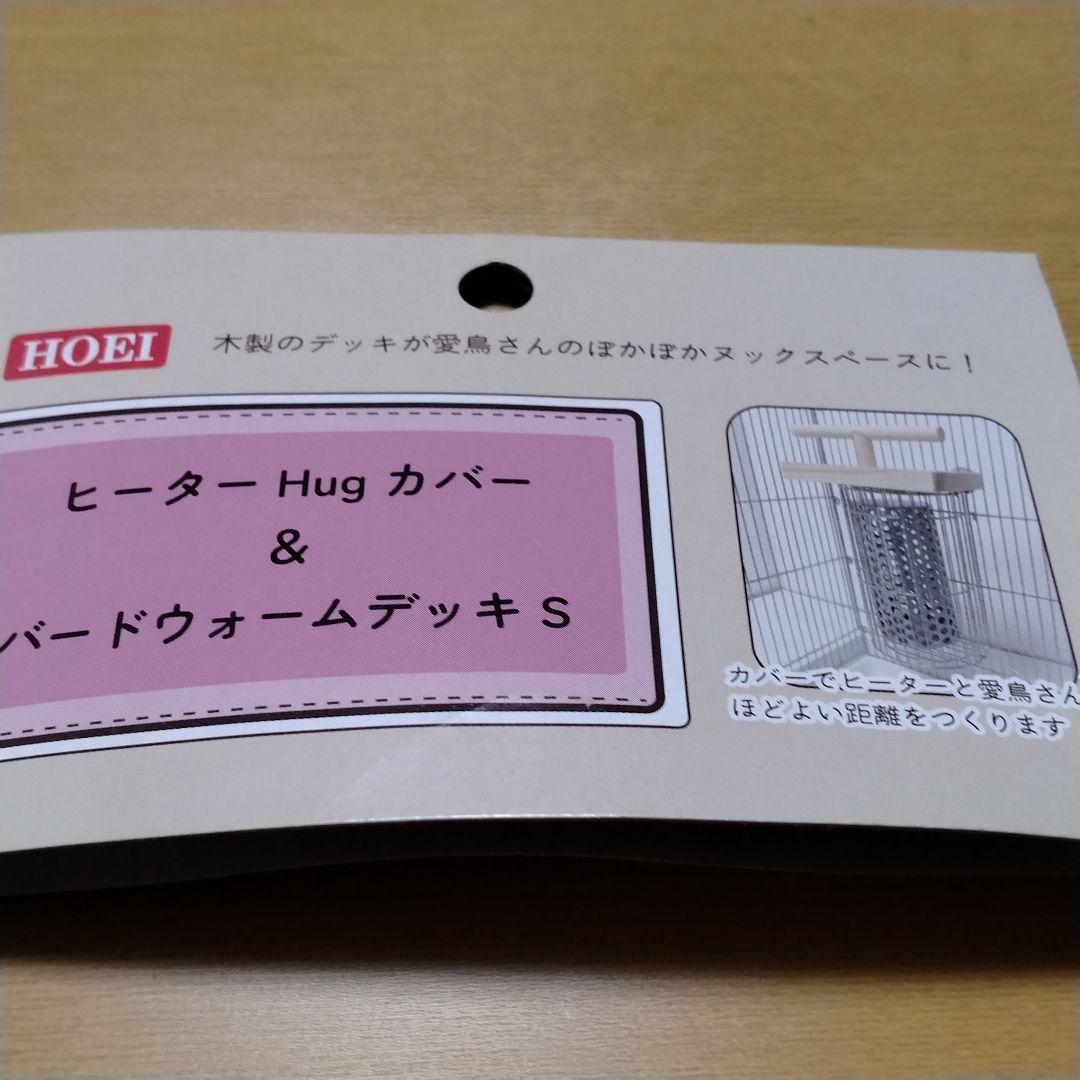 HOEI
木製のデッキが愛鳥さんのぽかぽかヌックスペースに！
ヒーター Hug カバー
&
バードウォームデッキ S
カバーでヒーターと愛鳥さん
ほどよい距離をつくります